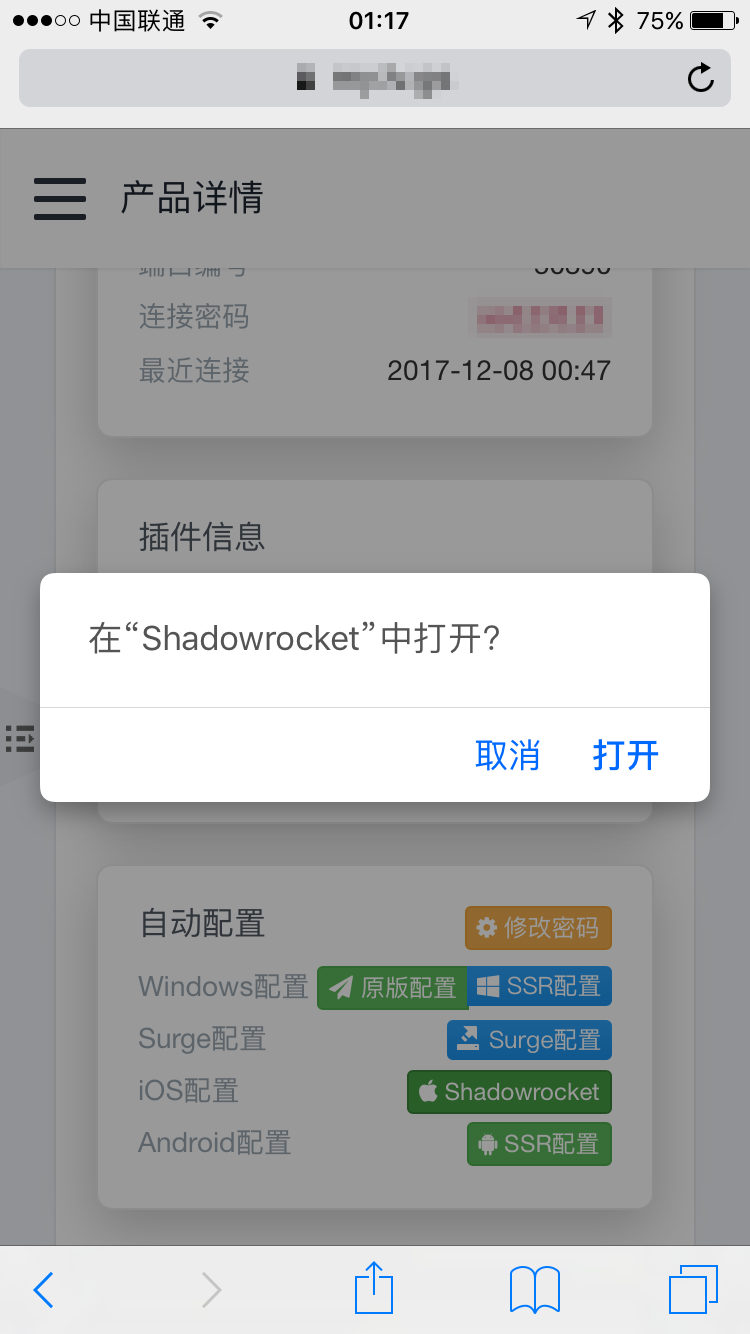 中国联通 01:17 75%
产品详情
端口编号
连接密码
最近连接 2017-12-08 00:47
插件信息
在“Shadowrocket”中打开?
取消 打开
自动配置 修改密码
Windows配置 原版配置 SSR配置
Surge配置 Surge配置
iOS配置 Shadowrocket
Android配置 SSR配置